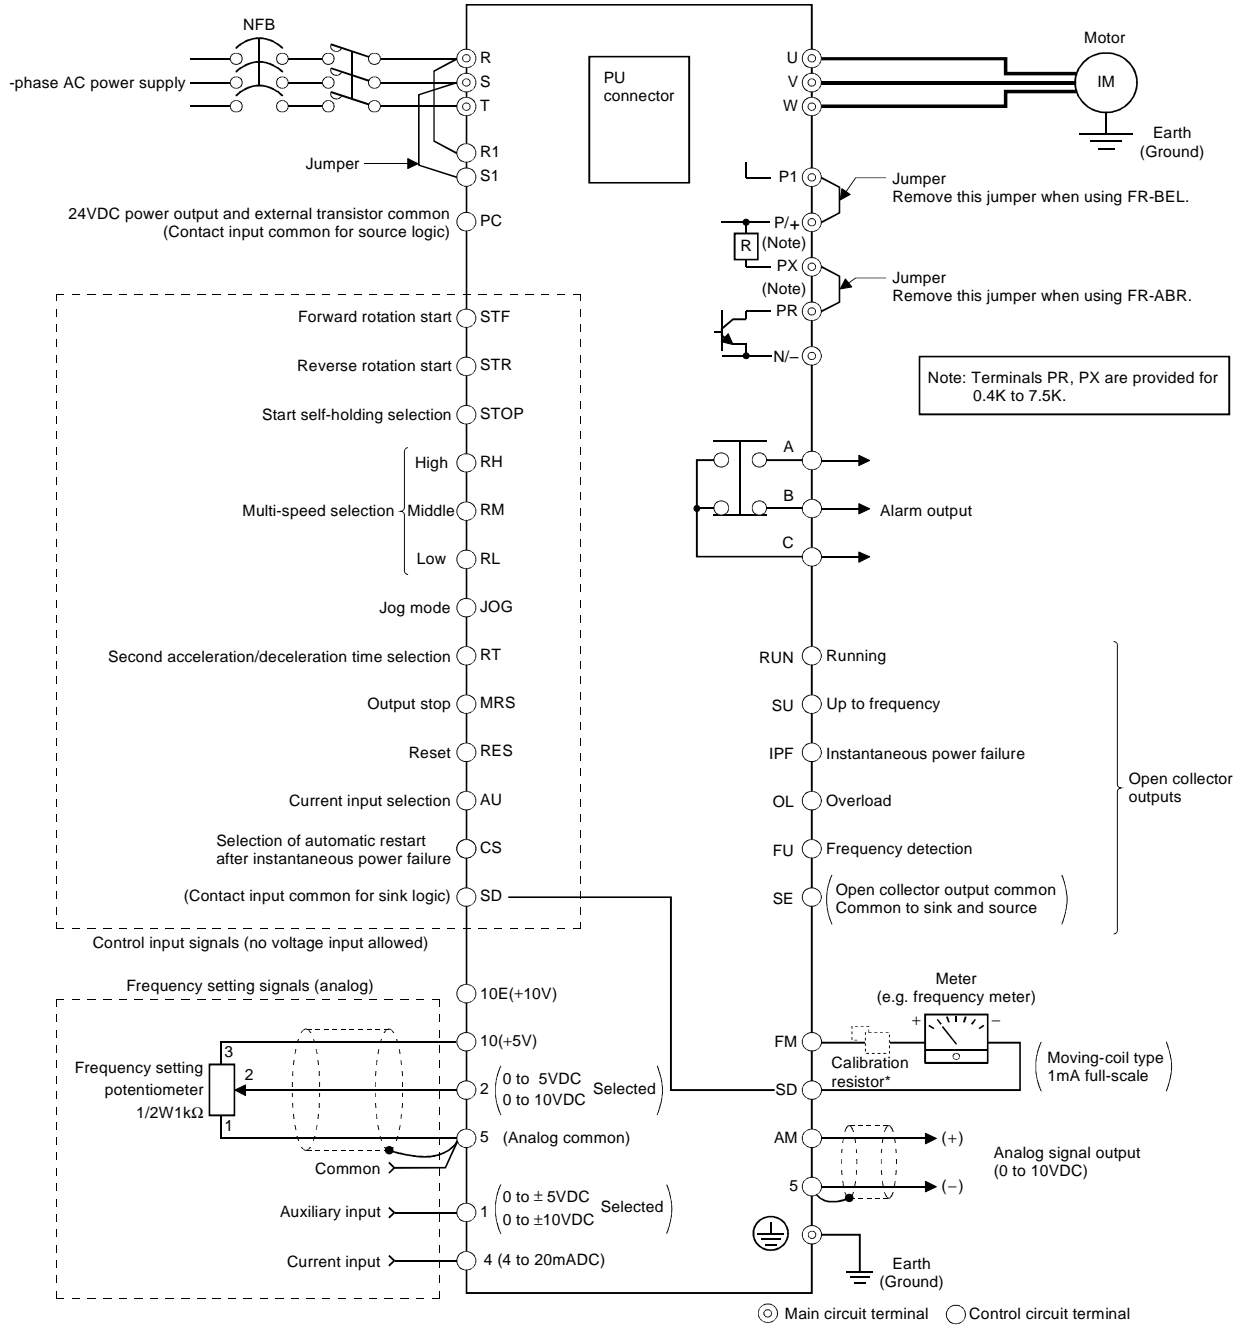 NFB
-phase AC power supply
R
S
T
R1
S1
Jumper
24VDC power output and external transistor common
(Contact input common for source logic)
PC
PU
connector
U
V
W
Motor
IM
Earth
(Ground)
P1
Jumper
Remove this jumper when using FR-BEL.
P/+
R
(Note)
PX
(Note)
Jumper
Remove this jumper when using FR-ABR.
PR
N/−
Note: Terminals PR, PX are provided for
0.4K to 7.5K.
Forward rotation start
STF
Reverse rotation start
STR
Start self-holding selection
STOP
Multi-speed selection
High
RH
Middle
RM
Low
RL
Jog mode
JOG
Second acceleration/deceleration time selection
RT
Output stop
MRS
Reset
RES
Current input selection
AU
Selection of automatic restart
after instantaneous power failure
CS
(Contact input common for sink logic)
SD
Control input signals (no voltage input allowed)
A
B
C
Alarm output
RUN
Running
SU
Up to frequency
IPF
Instantaneous power failure
OL
Overload
FU
Frequency detection
SE
Open collector output common
Common to sink and source
Open collector
outputs
Frequency setting signals (analog)
10E(+10V)
10(+5V)
3
Frequency setting
potentiometer
1/2W1kΩ
2
1
2
0 to 5VDC
0 to 10VDC
Selected
5 (Analog common)
Common
Auxiliary input
1
0 to ± 5VDC
0 to ±10VDC
Selected
Current input
4 (4 to 20mADC)
Meter
(e.g. frequency meter)
+
−
FM
Calibration
resistor*
Moving-coil type
1mA full-scale
SD
AM
(+)
Analog signal output
(0 to 10VDC)
5
(−)
Earth
(Ground)
Main circuit terminal
Control circuit terminal